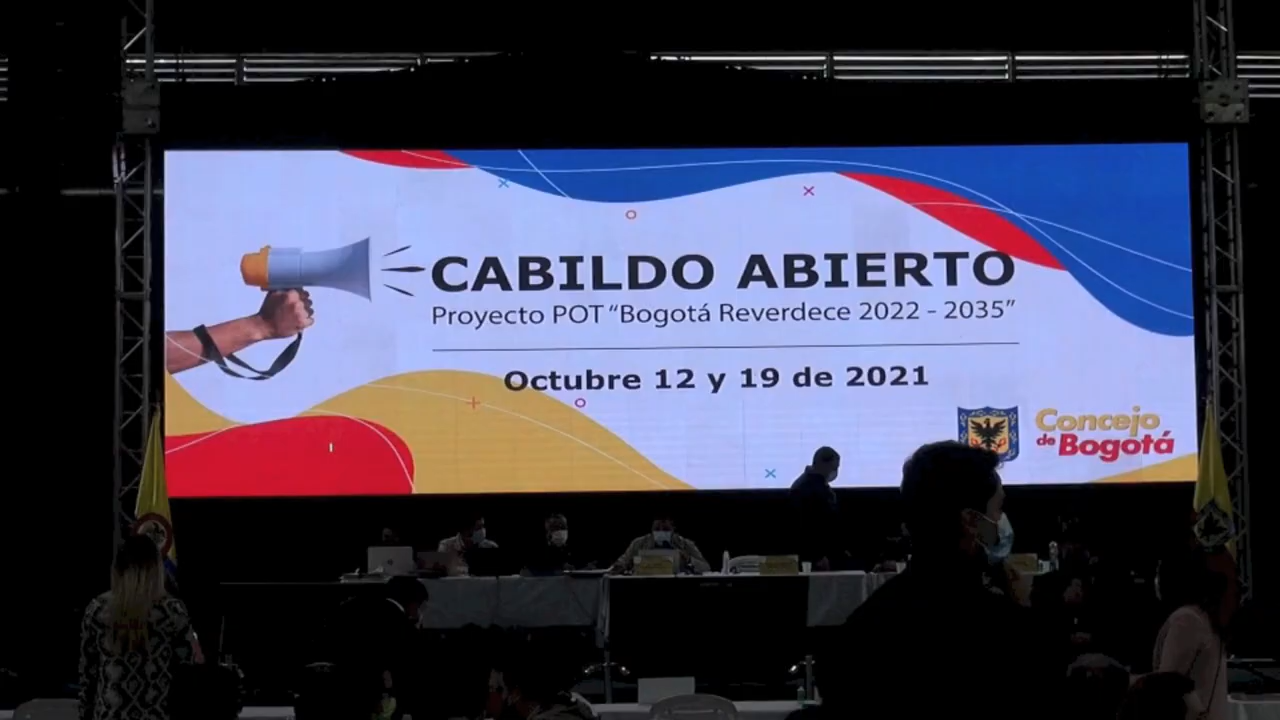 CABILDO ABIERTO
Proyecto POT “Bogotá Reverdece 2022 - 2035”
Octubre 12 y 19 de 2021
Concejo
de Bogotá